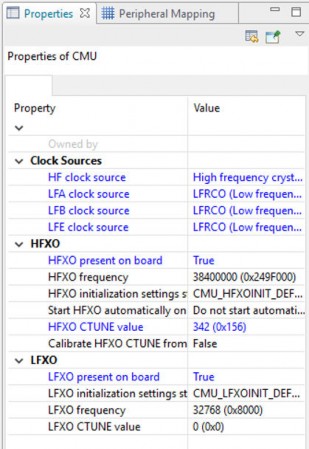 Properties Peripheral Mapping
Properties of CMU
Property Value
Owned by
Clock Sources
HF clock source High frequency cryst...
LFA clock source LFRCO (Low frequen...
LFB clock source LFRCO (Low frequen...
LFE clock source LFRCO (Low frequen...
HFXO
HFXO present on board True
HFXO frequency 38400000 (0x249F000)
HFXO initialization settings st CMU_HFXOINIT_DEF...
Start HFXO automatically on Do not start automati...
HFXO CTUNE value 342 (0x156)
Calibrate HFXO CTUNE from False
LFXO
LFXO present on board True
LFXO initialization settings st CMU_LFXOINIT_DEF...
LFXO frequency 32768 (0x8000)
LFXO CTUNE value 0 (0x0)